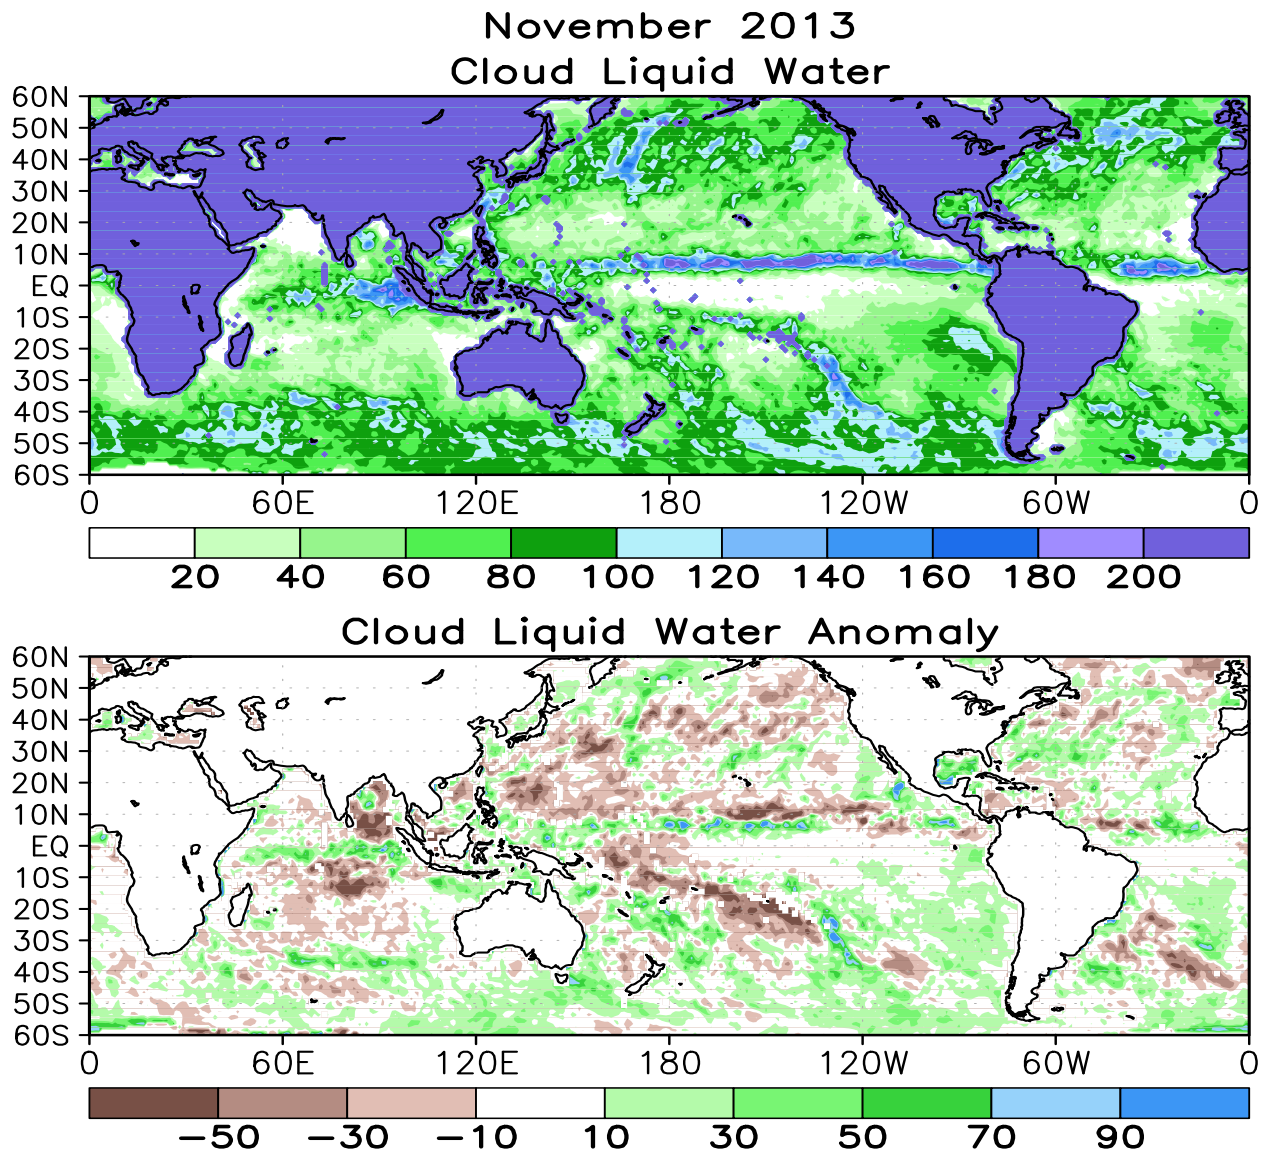 November 2013
Cloud Liquid Water
60N
50N
40N
30N
20N
10N
EQ
10S
20S
30S
40S
50S
60S
0 60E 120E 180 120W 60W 0
20 40 60 80 100 120 140 160 180 200
Cloud Liquid Water Anomaly
60N
50N
40N
30N
20N
10N
EQ
10S
20S
30S
40S
50S
60S
0 60E 120E 180 120W 60W 0
−50 −30 −10 10 30 50 70 90